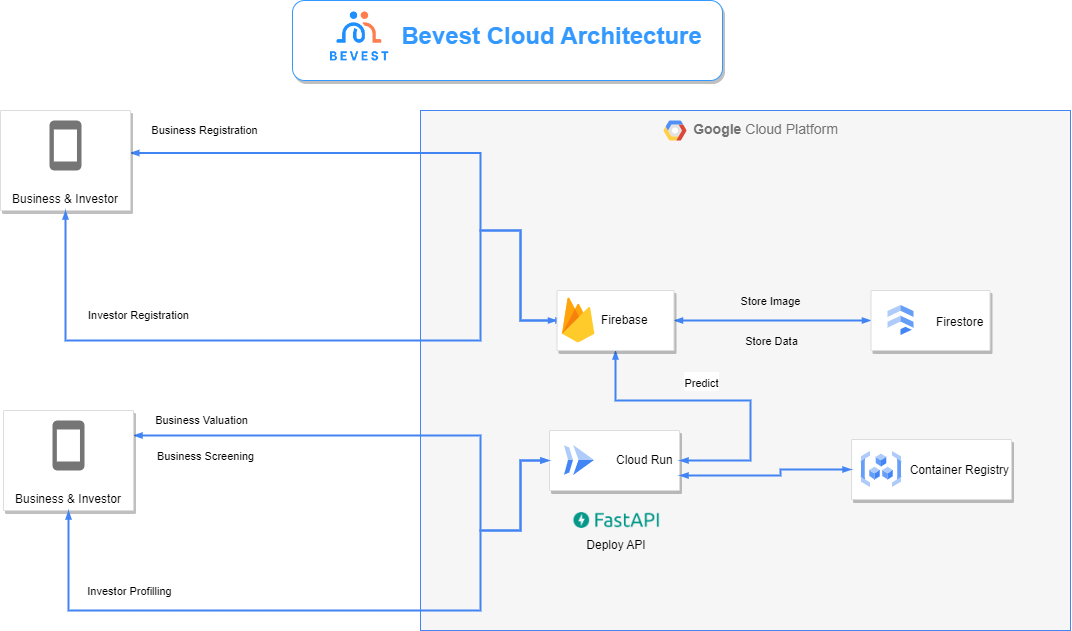 BEVEST
Bevest Cloud Architecture
Google Cloud Platform
Business & Investor
Business Registration
Investor Registration
Firebase
Store Image
Store Data
Firestore
Predict
Business & Investor
Business Valuation
Business Screening
Investor Profilling
Cloud Run
Container Registry
FastAPI
Deploy API